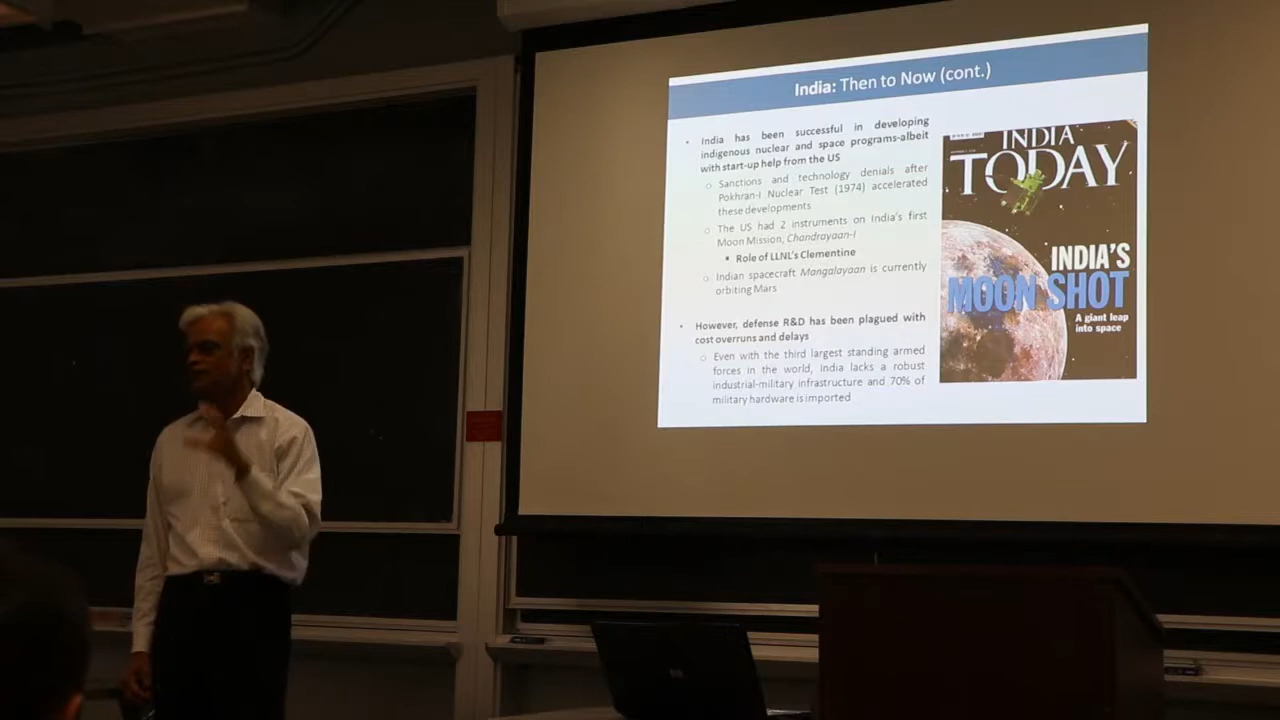 India: Then to Now (cont.)
India has been successful in developing
indigenous nuclear and space programs-albeit
with start-up help from the US
Sanctions and technology denials after
Pokhran-I Nuclear Test (1974) accelerated
these developments
The US had 2 instruments on India's first
Moon Mission, Chandrayaan-I
Role of LLNL's Clementine
Indian spacecraft Mangalayaan is currently
orbiting Mars
However, defense R&D has been plagued with
cost overruns and delays
Even with the third largest standing armed
forces in the world, India lacks a robust
industrial-military infrastructure and 70% of
military hardware is imported
INDIA
TODAY
INDIA'S
MOON SHOT
A giant leap
into space